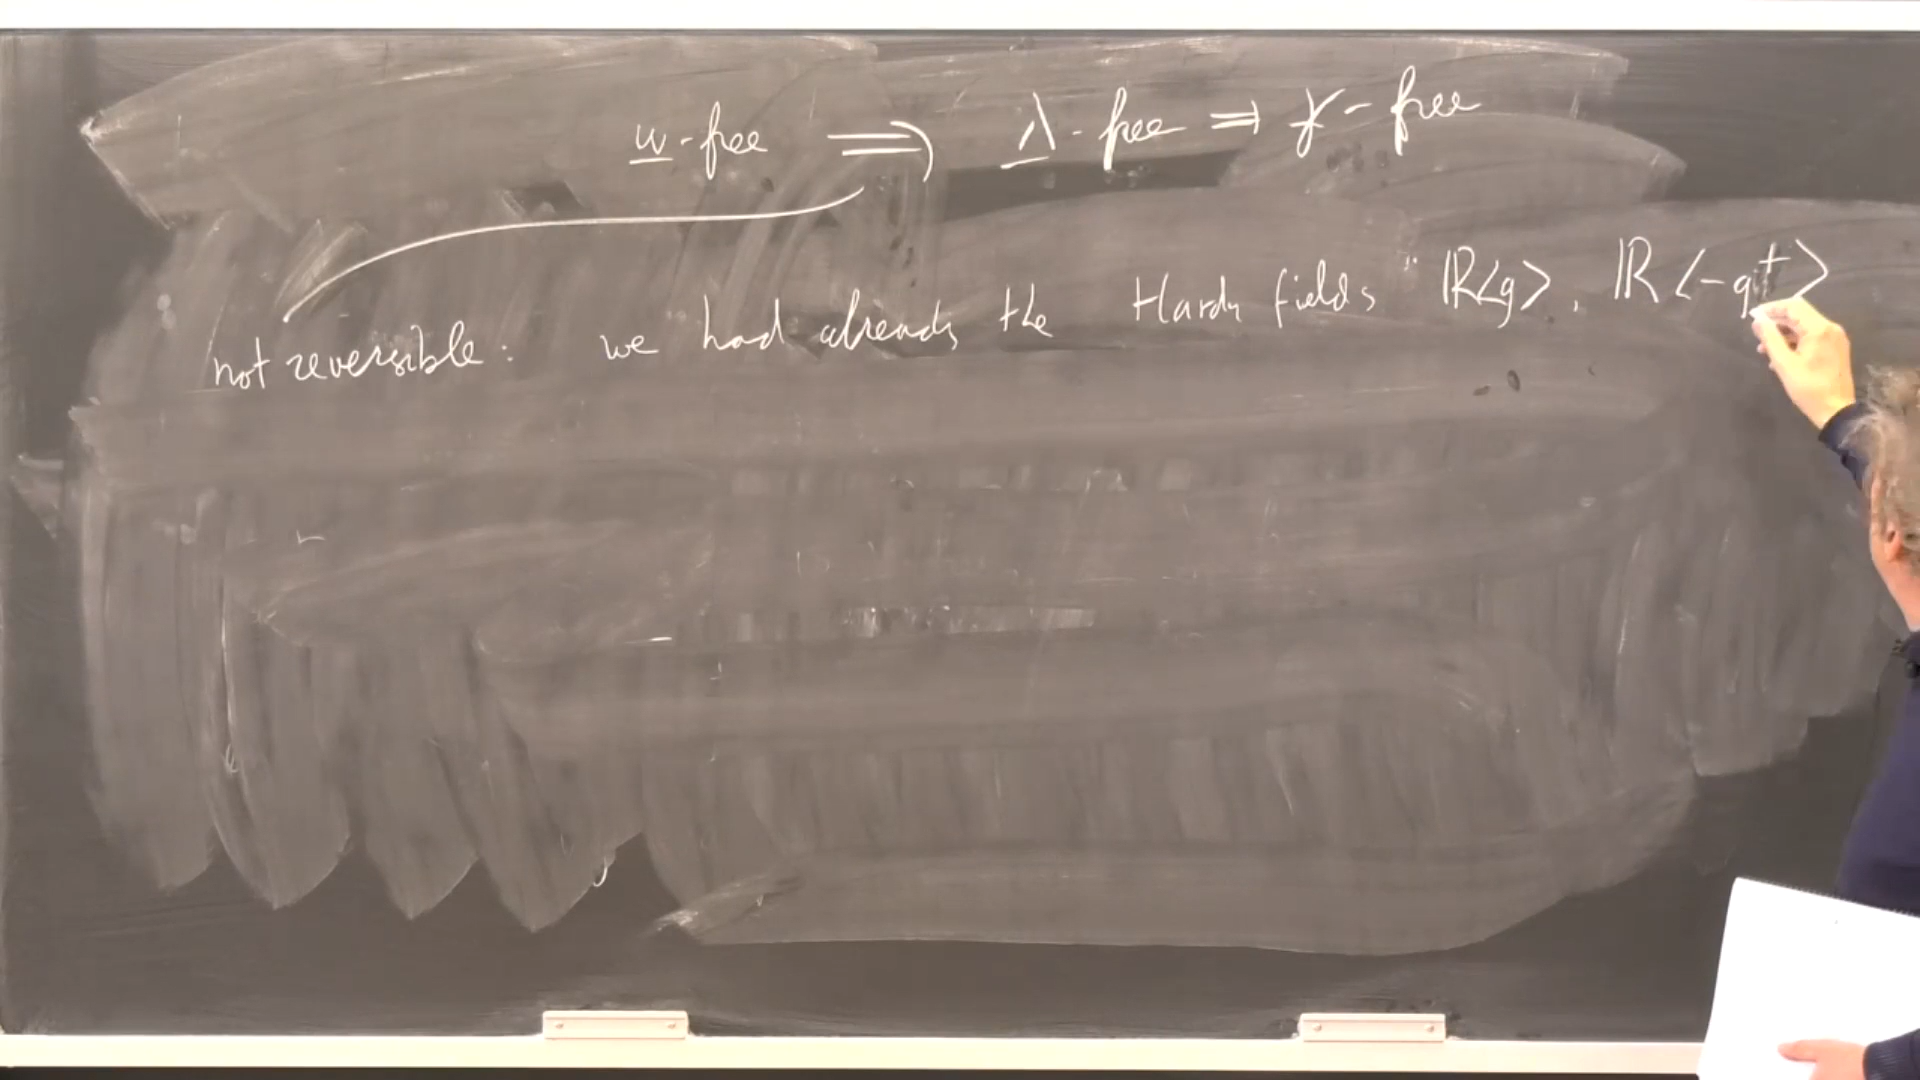 ω-free ⟹ λ-free ⟹ γ-free
not reversible: we had already the Hardy fields ℝ⟨g⟩, ℝ⟨-g†⟩